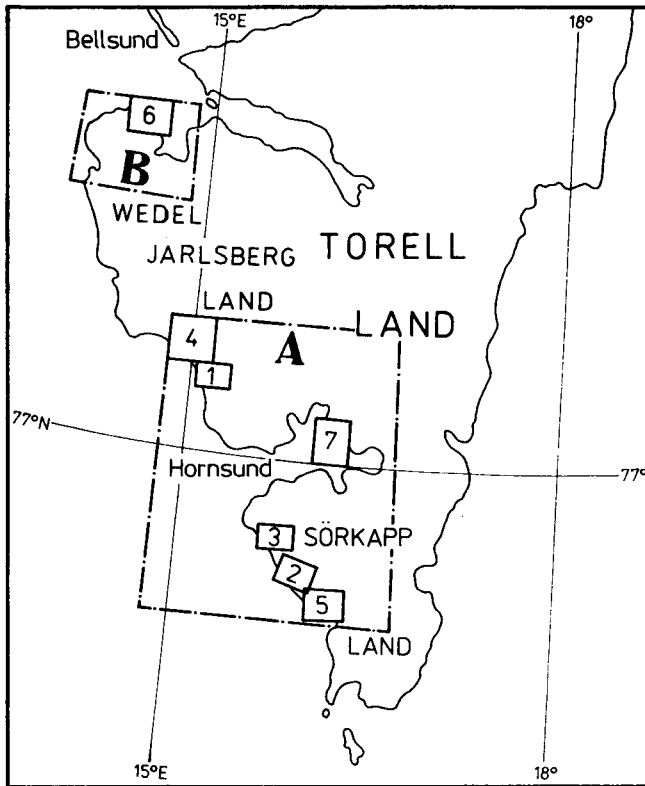 15°E
18°
Bellsund
6
B
WEDEL
JARLSBERG
TORELL
LAND
LAND
4
A
1
77°N
7
Hornsund
77°
3
SÖRKAPP
2
5
LAND
15°E
18°